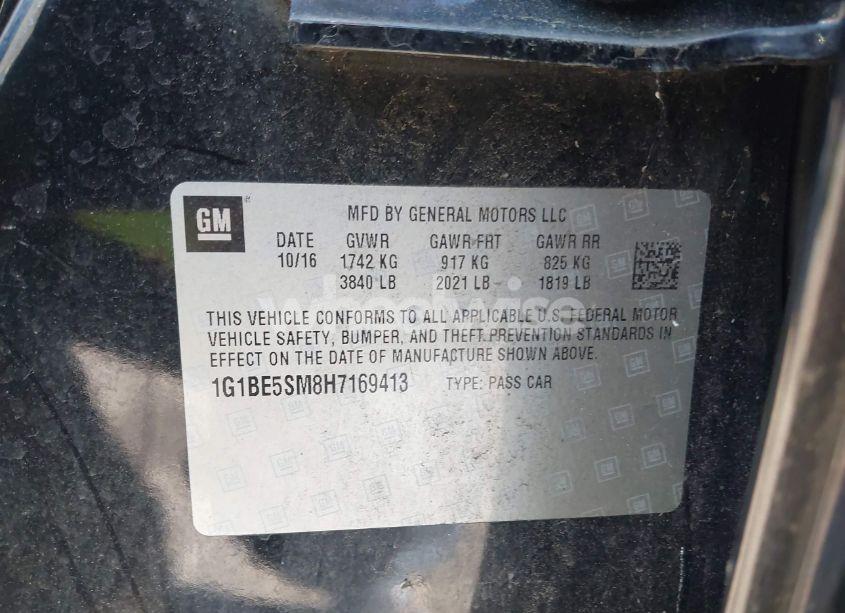 GM
MFD BY GENERAL MOTORS LLC
DATE GVWR GAWR FRT GAWR RR
10/16 1742 KG 917 KG 825 KG
3840 LB 2021 LB 1819 LB
THIS VEHICLE CONFORMS TO ALL APPLICABLE U.S. FEDERAL MOTOR
VEHICLE SAFETY, BUMPER, AND THEFT PREVENTION STANDARDS IN
EFFECT ON THE DATE OF MANUFACTURE SHOWN ABOVE.
1G1BE5SM8H7169413 TYPE: PASS CAR